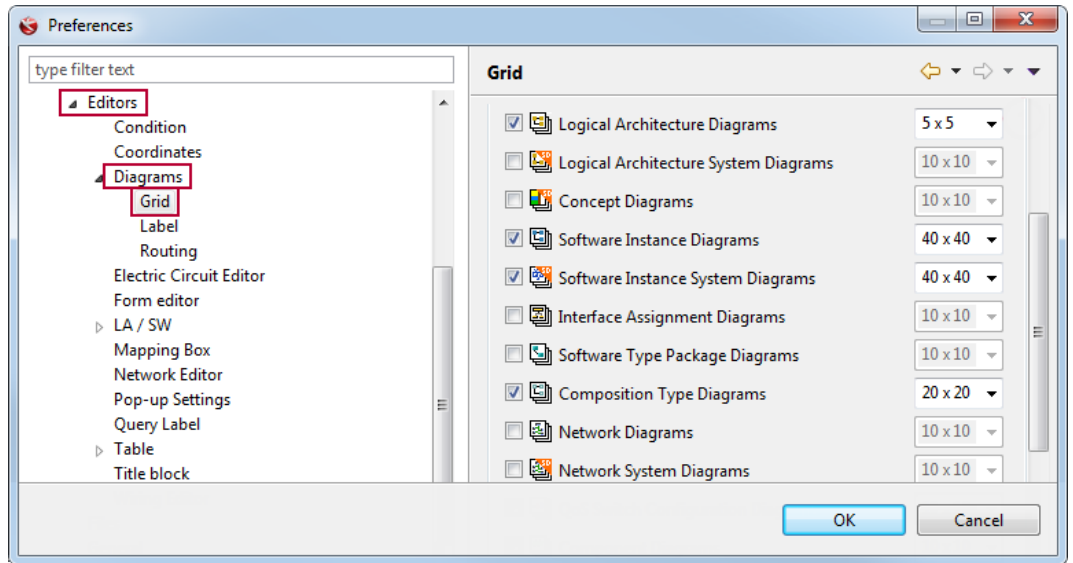 Preferences
type filter text
Editors
Condition
Coordinates
Diagrams
Grid
Label
Routing
Electric Circuit Editor
Form editor
LA / SW
Mapping Box
Network Editor
Pop-up Settings
Query Label
Table
Title block
Grid
Logical Architecture Diagrams 5 x 5
Logical Architecture System Diagrams 10 x 10
Concept Diagrams 10 x 10
Software Instance Diagrams 40 x 40
Software Instance System Diagrams 40 x 40
Interface Assignment Diagrams 10 x 10
Software Type Package Diagrams 10 x 10
Composition Type Diagrams 20 x 20
Network Diagrams 10 x 10
Network System Diagrams 10 x 10
OK Cancel